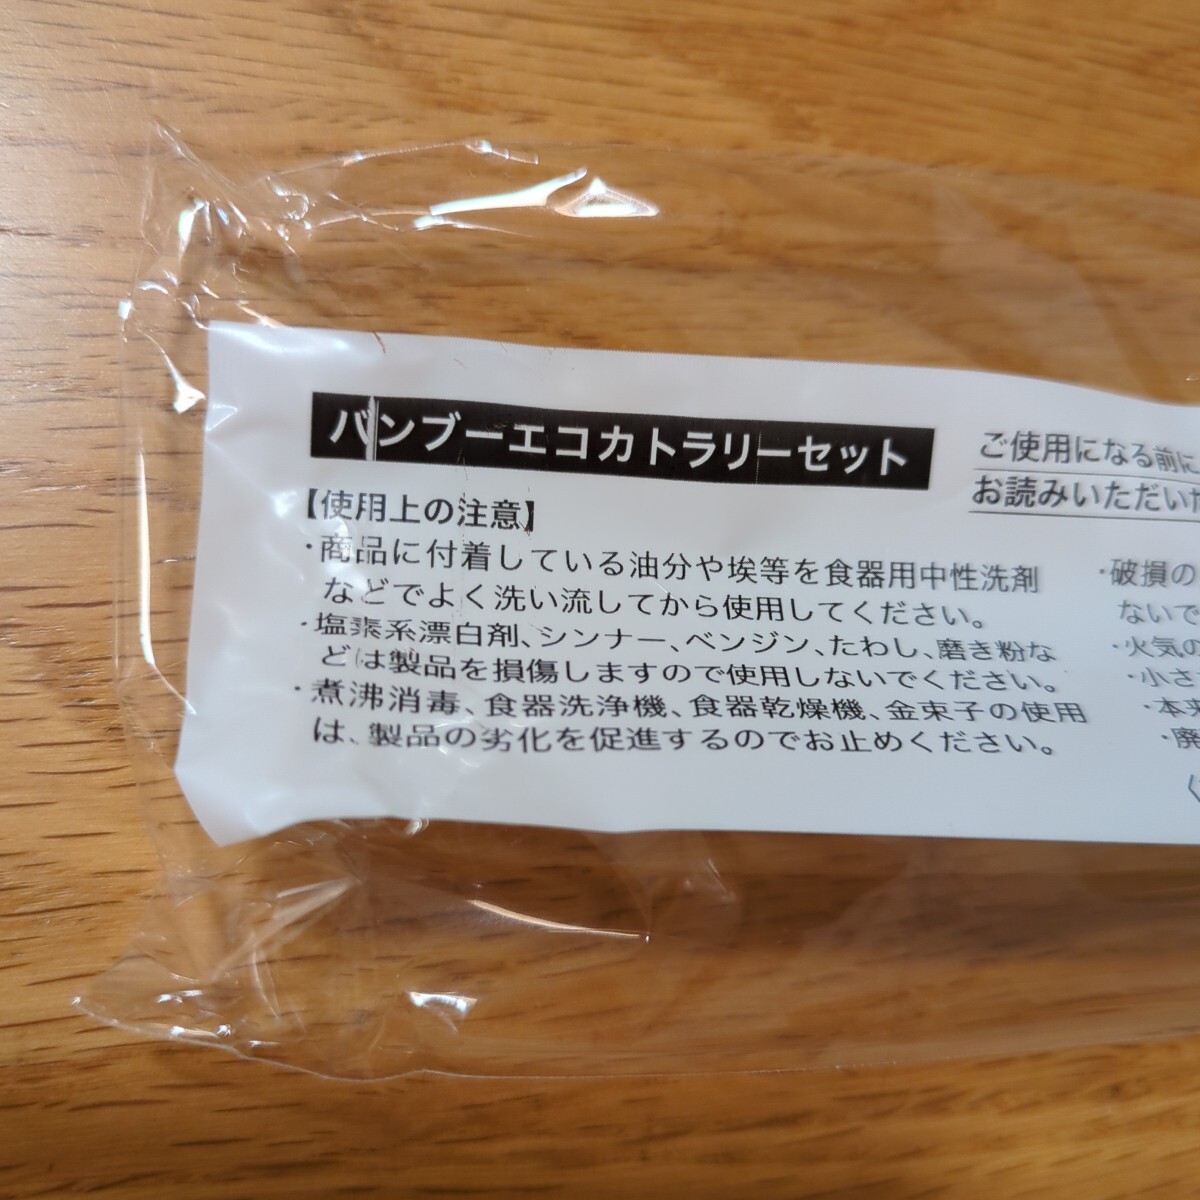 バンブーエコカトラリーセット
ご使用になる前に
お読みいただいた
【使用上の注意】
・商品に付着している油分や埃等を食器用中性洗剤
などでよく洗い流してから使用してください。
・塩素系漂白剤、シンナー、ベンジン、たわし、磨き粉な
どは製品を損傷しますので使用しないでください。
・煮沸消毒、食器洗浄機、食器乾燥機、金束子の使用
は、製品の劣化を促進するのでお止めください。
・破損の
ないで
・火気の
・小さ
・本来
・廃